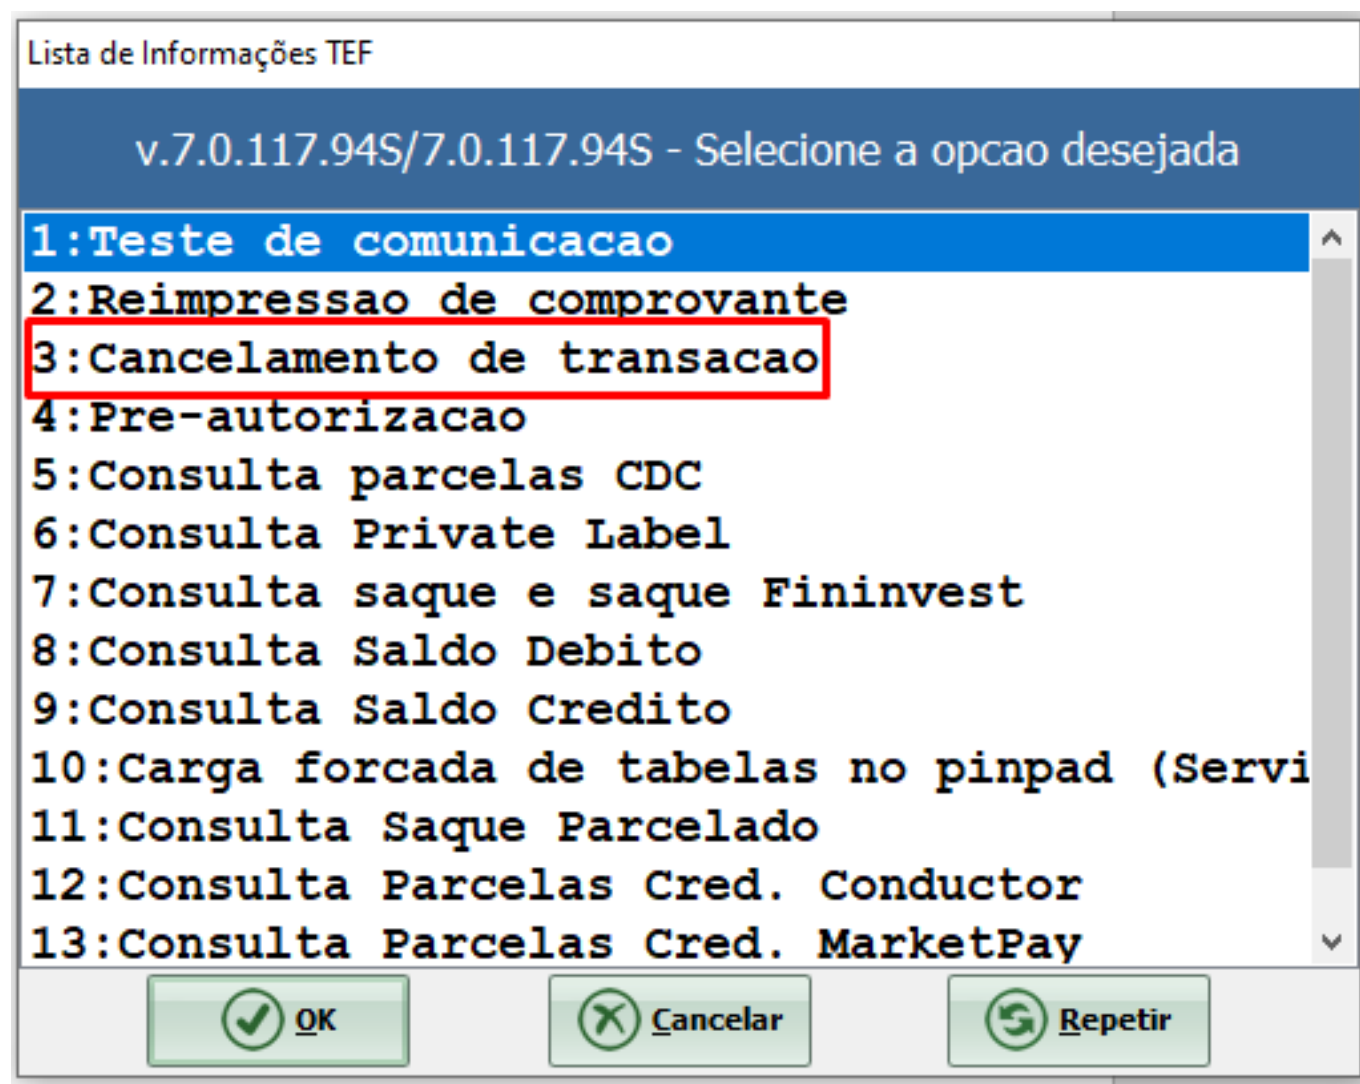 Lista de Informações TEF
v.7.0.117.94S/7.0.117.94S - Selecione a opcao desejada
1:Teste de comunicacao
2:Reimpressao de comprovante
3:Cancelamento de transacao
4:Pre-autorizacao
5:Consulta parcelas CDC
6:Consulta Private Label
7:Consulta saque e saque Fininvest
8:Consulta Saldo Debito
9:Consulta Saldo Credito
10:Carga forcada de tabelas no pinpad (Servi
11:Consulta Saque Parcelado
12:Consulta Parcelas Cred. Conductor
13:Consulta Parcelas Cred. MarketPay
OK Cancelar Repetir